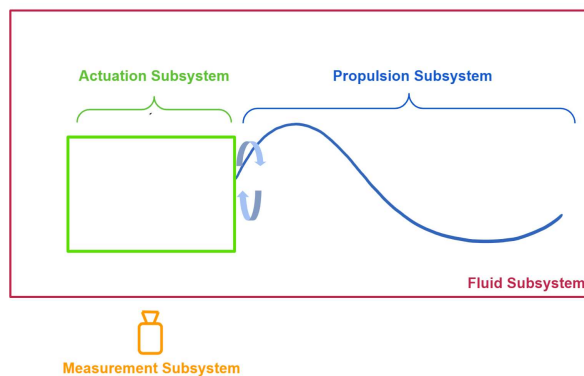 Actuation Subsystem
Propulsion Subsystem
Fluid Subsystem
Measurement Subsystem